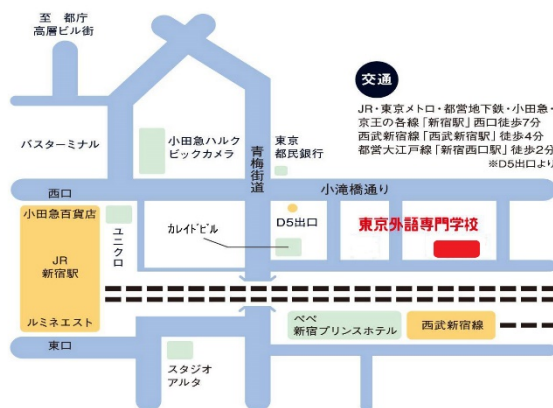 至 都庁
高層ビル街
交通
JR・東京メトロ・都営地下鉄・小田急・
京王の各線「新宿駅」西口徒歩7分
西武新宿線「西武新宿駅」徒歩4分
都営大江戸線「新宿西口駅」徒歩2分
※D5出口より
バスターミナル
小田急ハルク
ビックカメラ
青梅街道
東京
都民銀行
西口
小滝橋通り
小田急百貨店
ユニクロ
カレイドビル
D5出口
東京外語専門学校
JR
新宿駅
ルミネエスト
ペペ
新宿プリンスホテル
西武新宿線
東口
スタジオ
アルタ